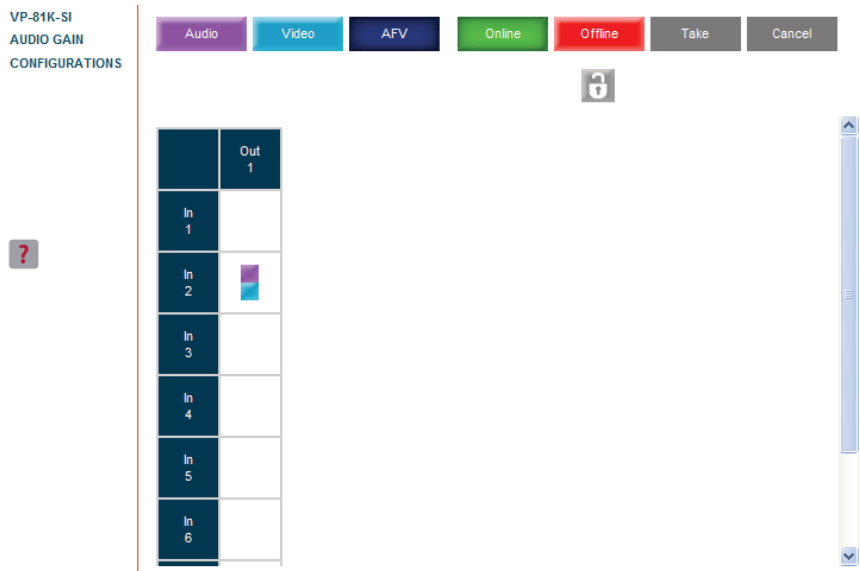 VP-81K-SI
AUDIO GAIN
CONFIGURATIONS
Audio
Video
AFV
Online
Offline
Take
Cancel
Out
1
In
1
?
In
2
In
3
In
4
In
5
In
6